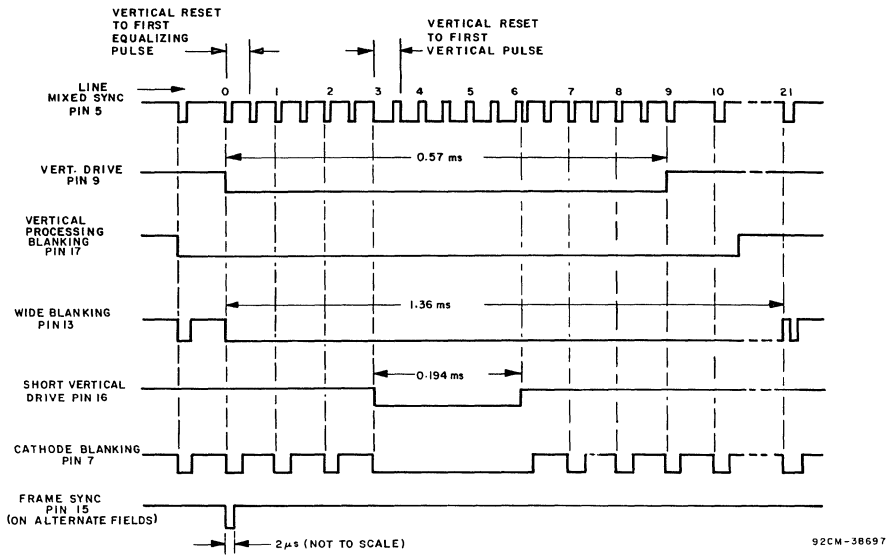 VERTICAL RESET
TO FIRST
EQUALIZING
PULSE
VERTICAL RESET
TO FIRST
VERTICAL PULSE
LINE
MIXED SYNC
PIN 5
0 1 2 3 4 5 6 7 8 9 10 21
0.57 ms
VERT. DRIVE
PIN 9
VERTICAL
PROCESSING
BLANKING
PIN 17
1.36 ms
WIDE BLANKING
PIN 13
0.194 ms
SHORT VERTICAL
DRIVE PIN 16
CATHODE BLANKING
PIN 7
FRAME SYNC
PIN 15
(ON ALTERNATE FIELDS)
2μs (NOT TO SCALE)
92CM-38697